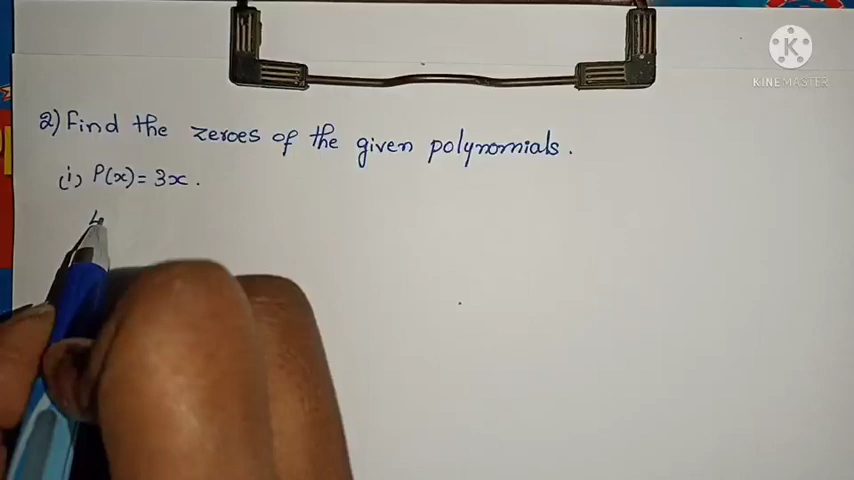 KINEMASTER
2) Find the zeroes of the given polynomials.
(i) P(x) = 3x.